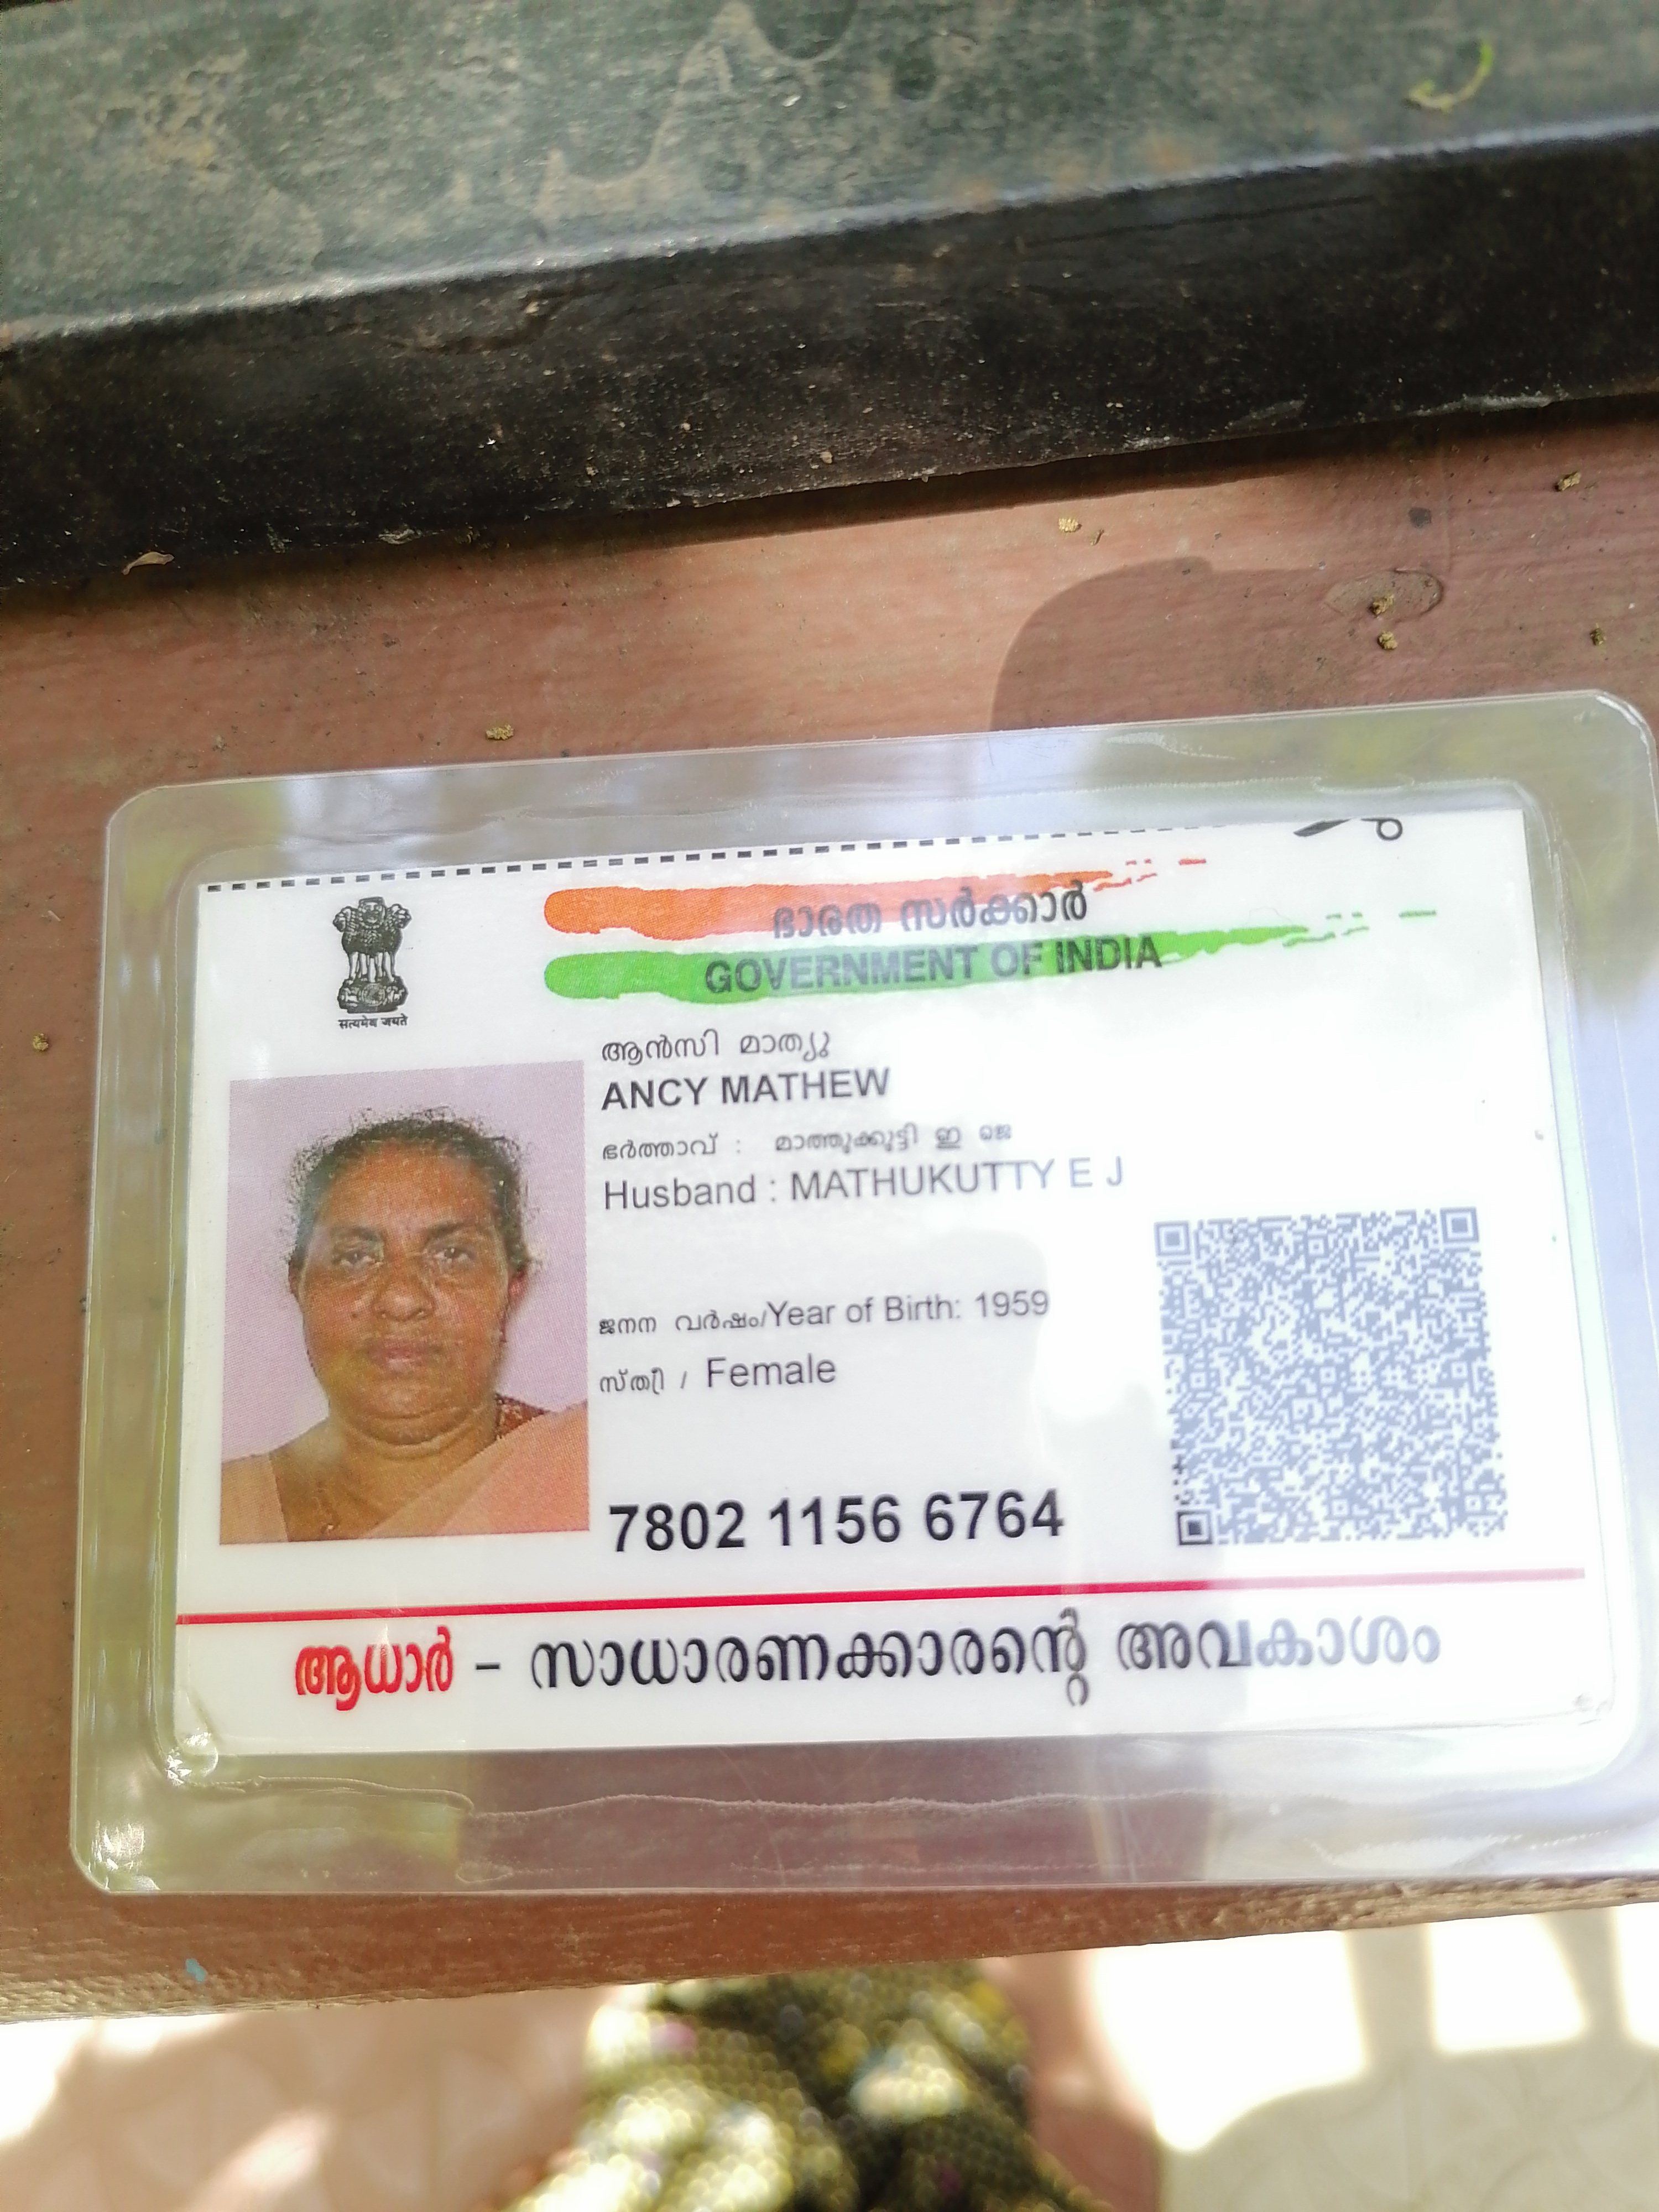 ഭാരത സർക്കാർ
GOVERNMENT OF INDIA
सत्यमेव जयते
ആൻസി മാത്യു
ANCY MATHEW
ഭർത്താവ് : മാത്തുക്കുട്ടി ഇ ജെ
Husband : MATHUKUTTY E J
ജനന വർഷം/Year of Birth: 1959
സ്ത്രീ / Female
7802 1156 6764
ആധാർ – സാധാരണക്കാരന്റെ അവകാശം